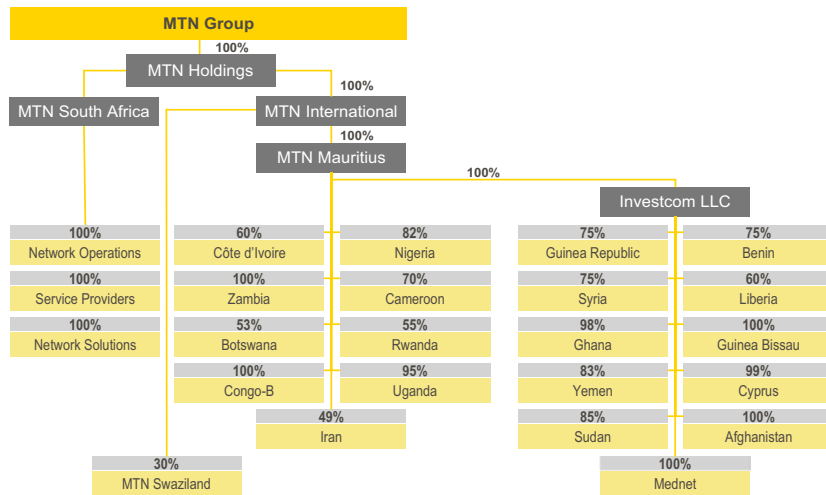 MTN Group
100%
MTN Holdings
100%
MTN South Africa
MTN International
100%
MTN Mauritius
100%
Investcom LLC
100%
Network Operations
100%
Service Providers
100%
Network Solutions
60%
Côte d'Ivoire
82%
Nigeria
100%
Zambia
70%
Cameroon
53%
Botswana
55%
Rwanda
100%
Congo-B
95%
Uganda
49%
Iran
30%
MTN Swaziland
75%
Guinea Republic
75%
Benin
75%
Syria
60%
Liberia
98%
Ghana
100%
Guinea Bissau
83%
Yemen
99%
Cyprus
85%
Sudan
100%
Afghanistan
100%
Mednet